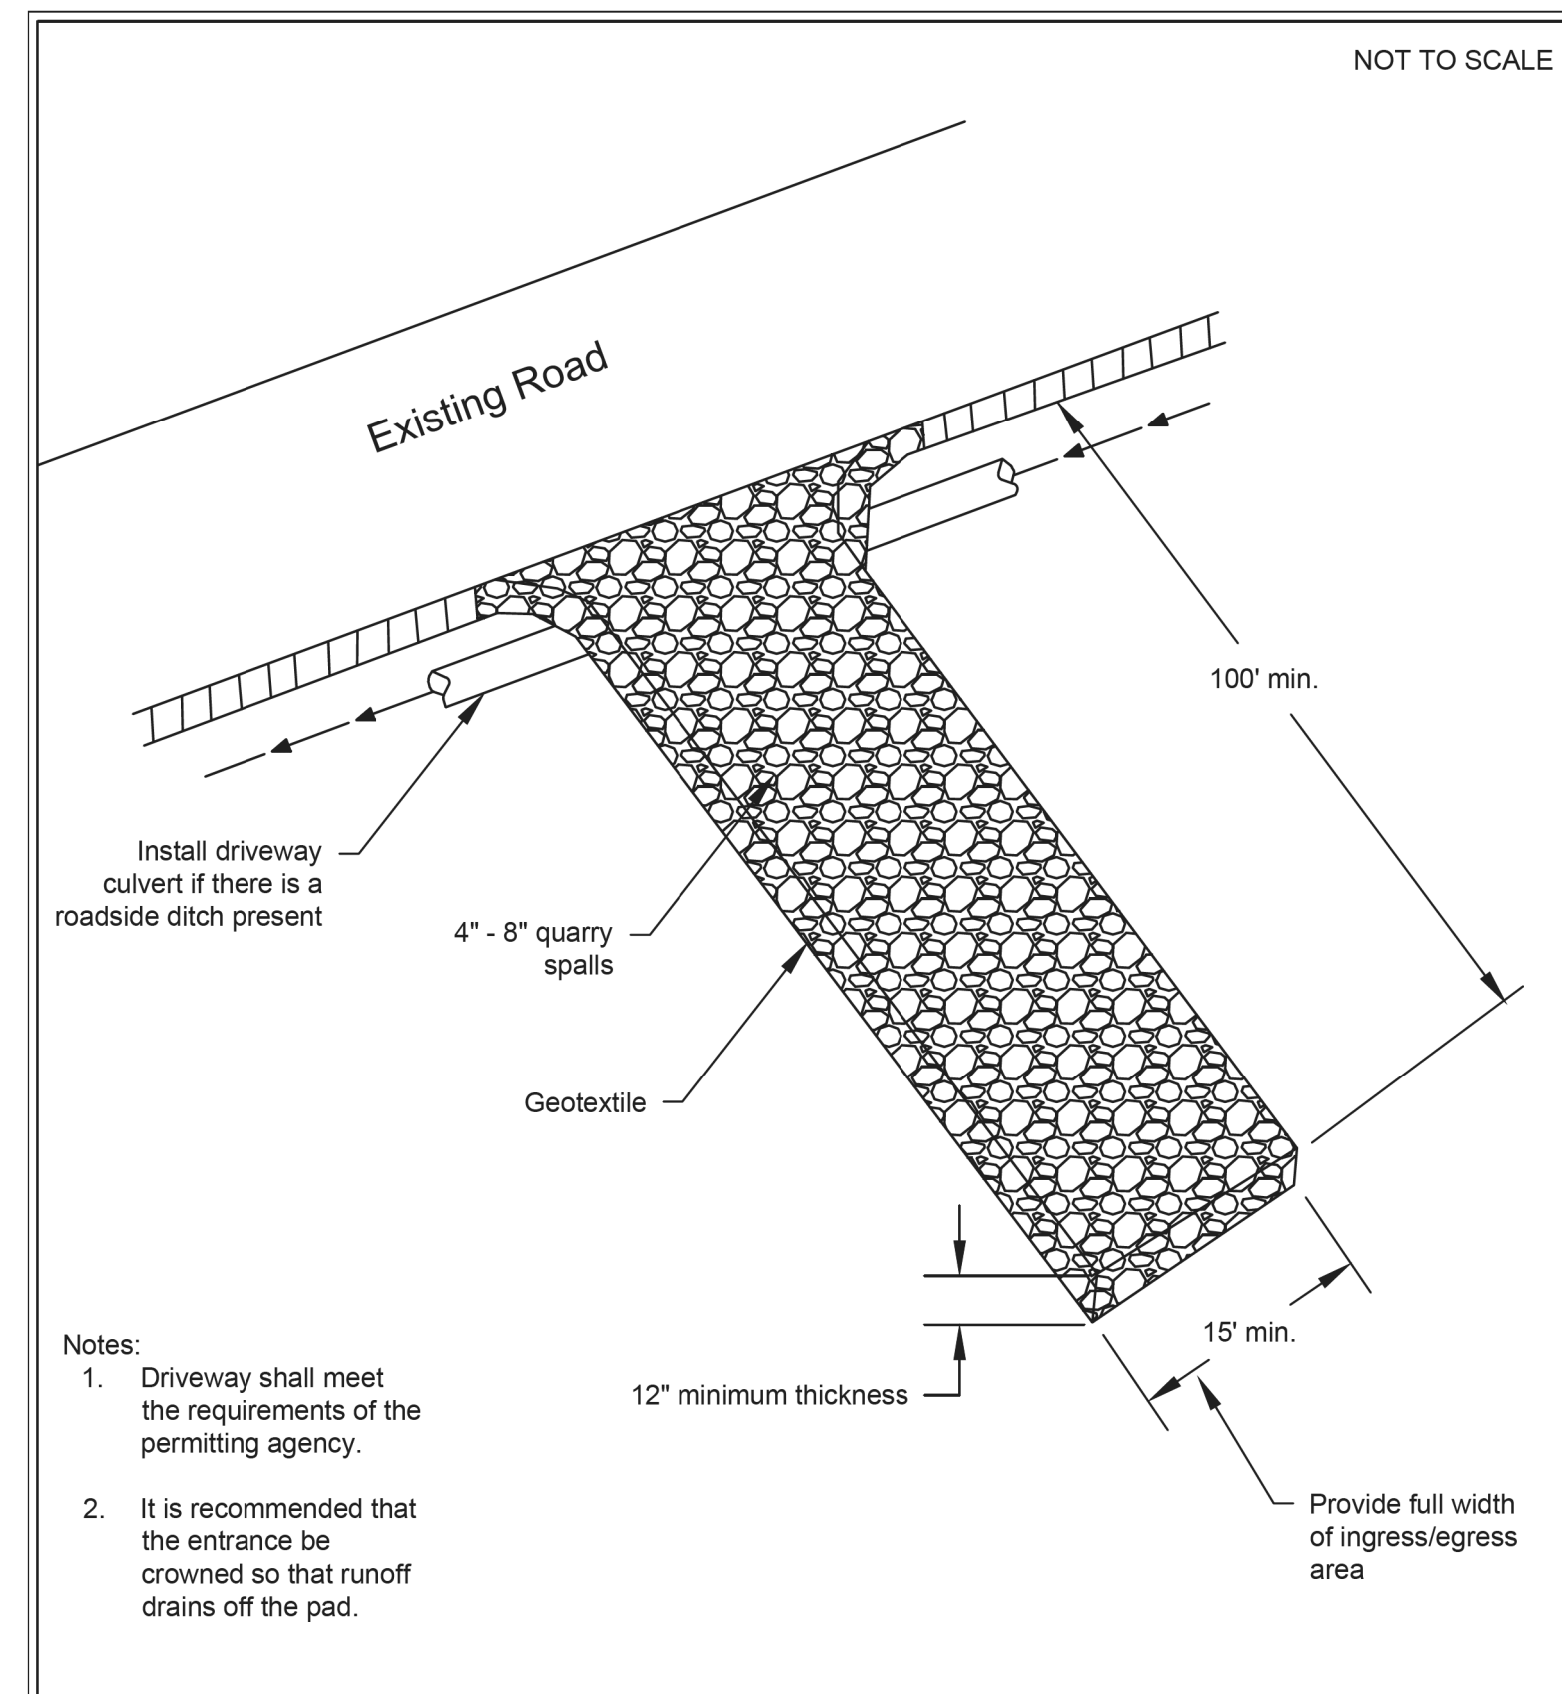 NOT TO SCALE
Existing Road
100' min.
Install driveway
culvert if there is a
roadside ditch present
4" - 8" quarry
spalls
Geotextile
15' min.
12" minimum thickness
Provide full width
of ingress/egress
area
Notes:
1. Driveway shall meet
the requirements of the
permitting agency.
2. It is recommended that
the entrance be
crowned so that runoff
drains off the pad.